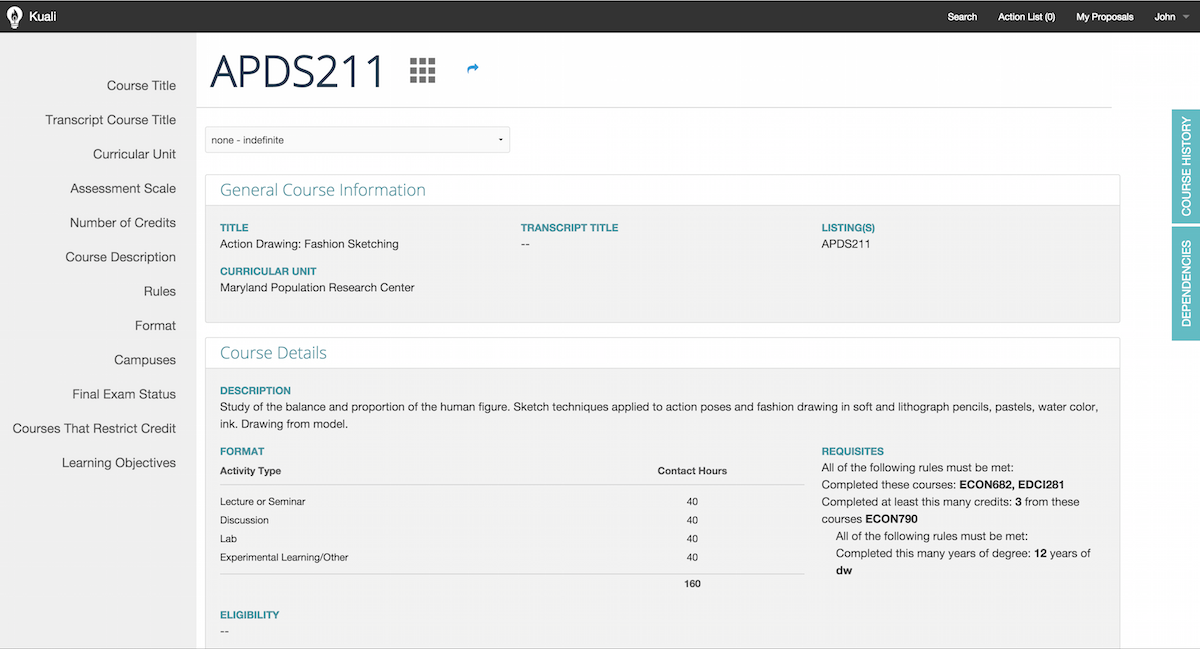 Kuali
Search Action List (0) My Proposals John
Course Title
Transcript Course Title
Curricular Unit
Assessment Scale
Number of Credits
Course Description
Rules
Format
Campuses
Final Exam Status
Courses That Restrict Credit
Learning Objectives
APDS211
none - indefinite
General Course Information
TITLE
Action Drawing: Fashion Sketching
TRANSCRIPT TITLE
--
LISTING(S)
APDS211
CURRICULAR UNIT
Maryland Population Research Center
Course Details
DESCRIPTION
Study of the balance and proportion of the human figure. Sketch techniques applied to action poses and fashion drawing in soft and lithograph pencils, pastels, water color,
ink. Drawing from model.
FORMAT
Activity Type Contact Hours
Lecture or Seminar 40
Discussion 40
Lab 40
Experimental Learning/Other 40
160
REQUISITES
All of the following rules must be met:
Completed these courses: ECON682, EDCI281
Completed at least this many credits: 3 from these
courses ECON790
All of the following rules must be met:
Completed this many years of degree: 12 years of
dw
ELIGIBILITY
--
COURSE HISTORY
DEPENDENCIES